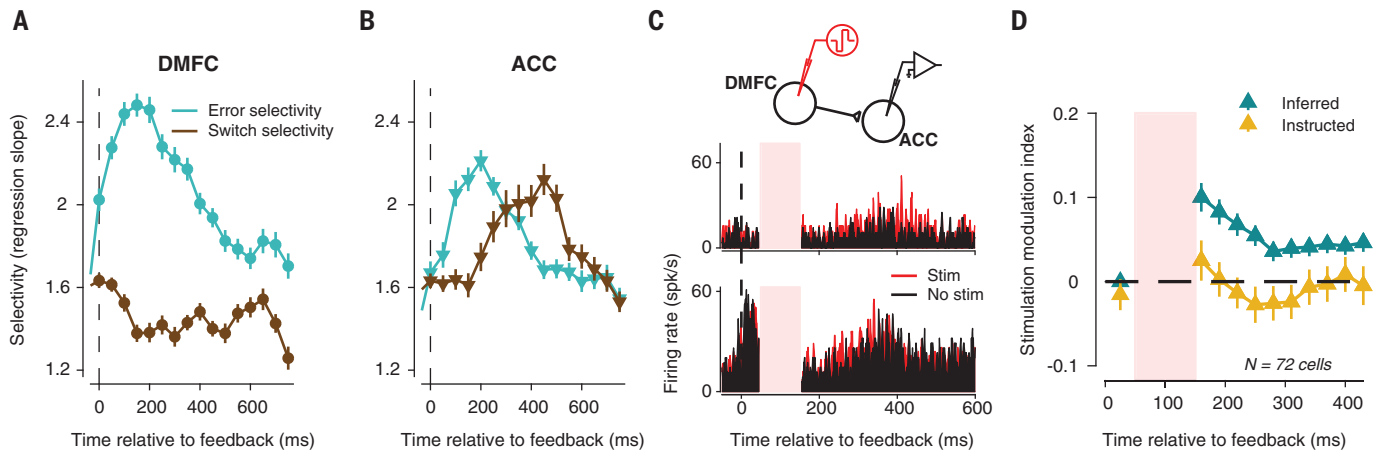 A
DMFC
Selectivity (regression slope)
2.4
2
1.6
1.2
Error selectivity
Switch selectivity
0
200
400
600
Time relative to feedback (ms)
B
ACC
2.4
2
1.6
1.2
0
200
400
600
Time relative to feedback (ms)
C
DMFC
ACC
Firing rate (spk/s)
60
0
Stim
No stim
60
0
0
200
400
600
Time relative to feedback (ms)
D
Inferred
Instructed
Stimulation modulation index
0.2
0.1
0
-0.1
N = 72 cells
0
100
200
300
400
Time relative to feedback (ms)